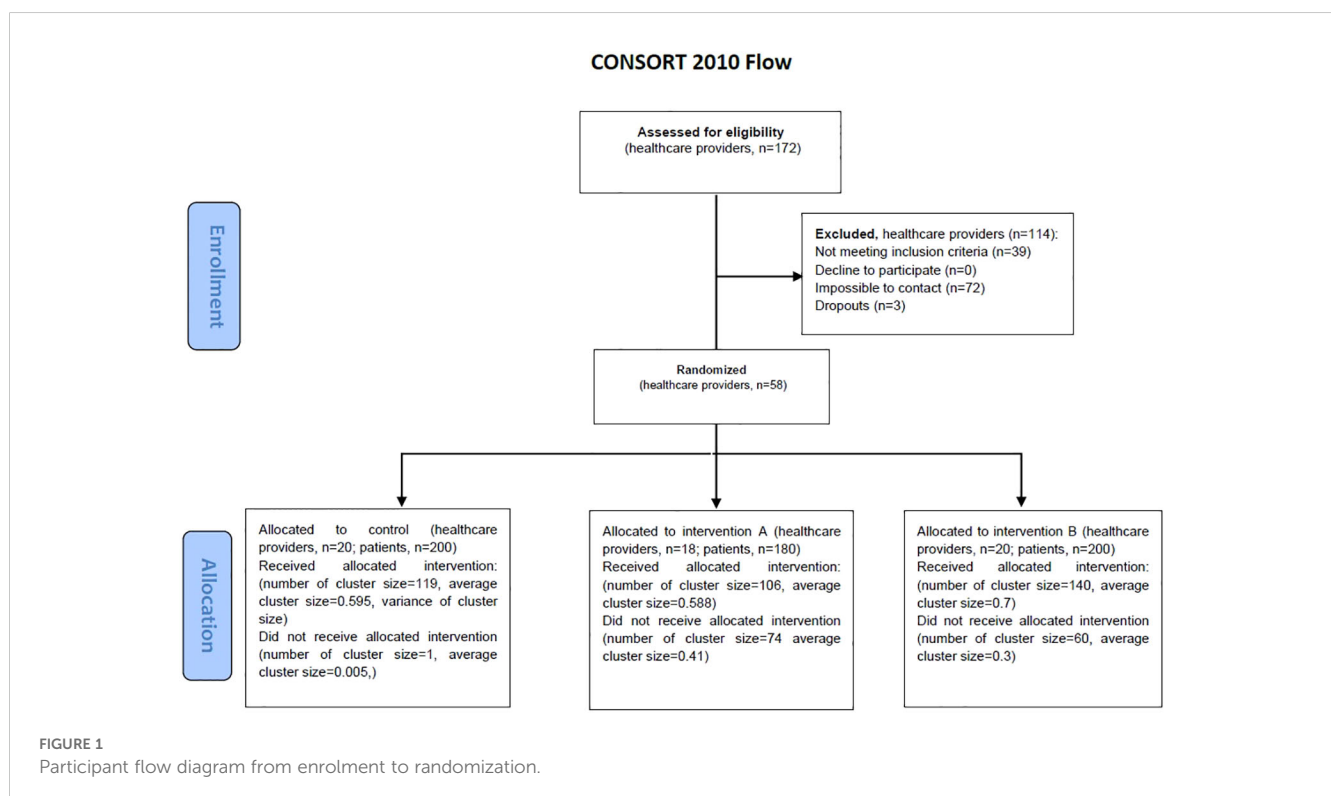 CONSORT 2010 Flow
Assessed for eligibility
(healthcare providers, n=172)
Enrollment
Excluded, healthcare providers (n=114):
Not meeting inclusion criteria (n=39)
Decline to participate (n=0)
Impossible to contact (n=72)
Dropouts (n=3)
Randomized
(healthcare providers, n=58)
Allocation
Allocated to control (healthcare
providers, n=20; patients, n=200)
Received allocated intervention:
(number of cluster size=119, average
cluster size=0.595, variance of cluster
size)
Did not receive allocated intervention
(number of cluster size=1, average
cluster size=0.005,)
Allocated to intervention A (healthcare
providers, n=18; patients, n=180)
Received allocated intervention:
(number of cluster size=106, average
cluster size=0.588)
Did not receive allocated intervention
(number of cluster size=74 average
cluster size=0.41)
Allocated to intervention B (healthcare
providers, n=20; patients, n=200)
Received allocated intervention:
(number of cluster size=140, average
cluster size=0.7)
Did not receive allocated intervention
(number of cluster size=60, average
cluster size=0.3)
FIGURE 1
Participant flow diagram from enrolment to randomization.